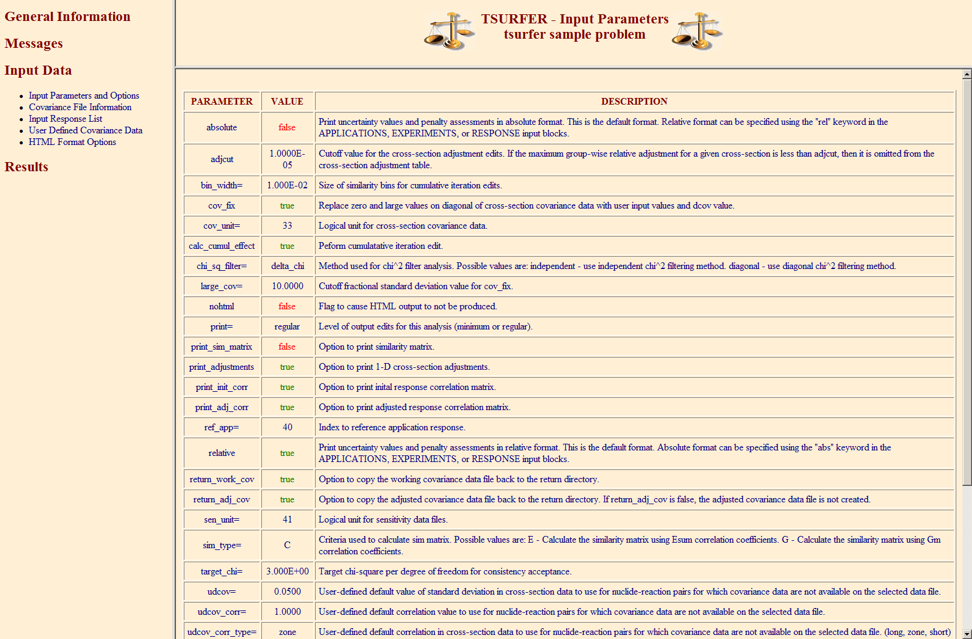 General Information
Messages
Input Data
Input Parameters and Options
Covariance File Information
Input Response List
User Defined Covariance Data
HTML Format Options
Results
TSURFER - Input Parameters
tsurfer sample problem
PARAMETER VALUE DESCRIPTION
absolute false Print uncertainty values and penalty assessments in absolute format. This is the default format. Relative format can be specified using the "rel" keyword in the
APPLICATIONS, EXPERIMENTS, or RESPONSE input blocks.
adjcut 1.0000E-
05 Cutoff value for the cross-section adjustment edits. If the maximum group-wise relative adjustment for a given cross-section is less than adjcut, then it is omitted from the
cross-section adjustment table.
bin_width= 1.000E-02 Size of similarity bins for cumulative iteration edits.
cov_fix true Replace zero and large values on diagonal of cross-section covariance data with user input values and dcov value.
cov_unit= 33 Logical unit for cross-section covariance data.
calc_cumul_effect true Peform cumulatative iteration edit.
chi_sq_filter= delta_chi Method used for chi^2 filter analysis. Possible values are: independent - use independent chi^2 filtering method. diagonal - use diagonal chi^2 filtering method.
large_cov= 10.0000 Cutoff fractional standard deviation value for cov_fix.
nohtml false Flag to cause HTML output to not be produced.
print= regular Level of output edits for this analysis (minimum or regular).
print_sim_matrix false Option to print similarity matrix.
print_adjustments true Option to print 1-D cross-section adjustments.
print_init_corr true Option to print inital response correlation matrix.
print_adj_corr true Option to print adjusted response correlation matrix.
ref_app= 40 Index to reference application response.
relative true Print uncertainty values and penalty assessments in relative format. This is the default format. Absolute format can be specified using the "abs" keyword in the
APPLICATIONS, EXPERIMENTS, or RESPONSE input blocks.
return_work_cov true Option to copy the working covariance data file back to the return directory.
return_adj_cov true Option to copy the adjusted covariance data file back to the return directory. If return_adj_cov is false, the adjusted covariance data file is not created.
sen_unit= 41 Logical unit for sensitivity data files.
sim_type= C Criteria used to calculate sim matrix. Possible values are: E - Calculate the similarity matrix using Esum correlation coefficients. G - Calculate the similarity matrix using Gm
correlation coefficients.
target_chi= 3.000E+00 Target chi-square per degree of freedom for consistency acceptance.
udcov= 0.0500 User-defined default value of standard deviation in cross-section data to use for nuclide-reaction pairs for which covariance data are not available on the selected data file.
udcov_corr= 1.0000 User-defined default correlation value to use for nuclide-reaction pairs for which covariance data are not available on the selected data file.
udcov_corr_type= zone User-defined default correlation in cross-section data to use for nuclide-reaction pairs for which covariance data are not available on the selected data file. (long, zone, short)